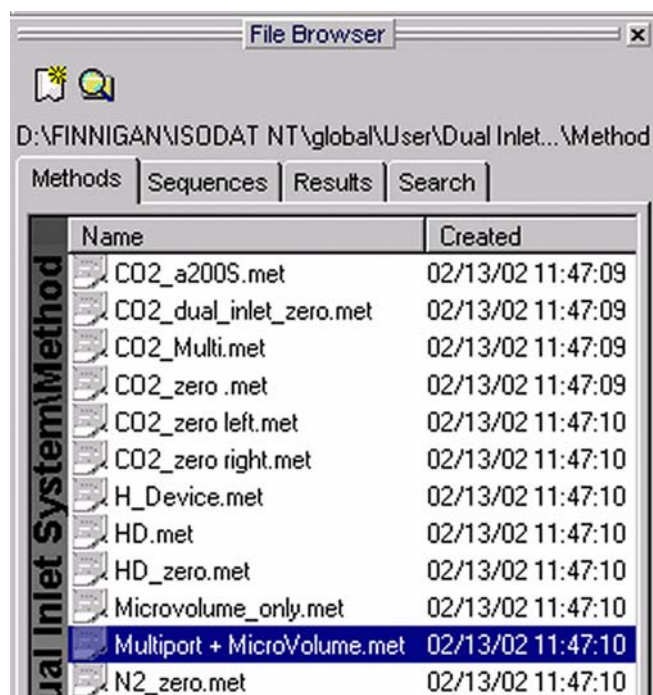 File Browser
D:\FINNIGAN\ISODAT NT\global\User\Dual Inlet...\Method
Methods Sequences Results Search
Name Created
CO2_a200S.met 02/13/02 11:47:09
CO2_dual_inlet_zero.met 02/13/02 11:47:09
CO2_Multi.met 02/13/02 11:47:09
CO2_zero .met 02/13/02 11:47:09
CO2_zero left.met 02/13/02 11:47:10
CO2_zero right.met 02/13/02 11:47:10
H_Device.met 02/13/02 11:47:10
HD.met 02/13/02 11:47:10
HD_zero.met 02/13/02 11:47:10
Microvolume_only.met 02/13/02 11:47:10
Multiport + MicroVolume.met 02/13/02 11:47:10
N2_zero.met 02/13/02 11:47:10
ual Inlet System\Method